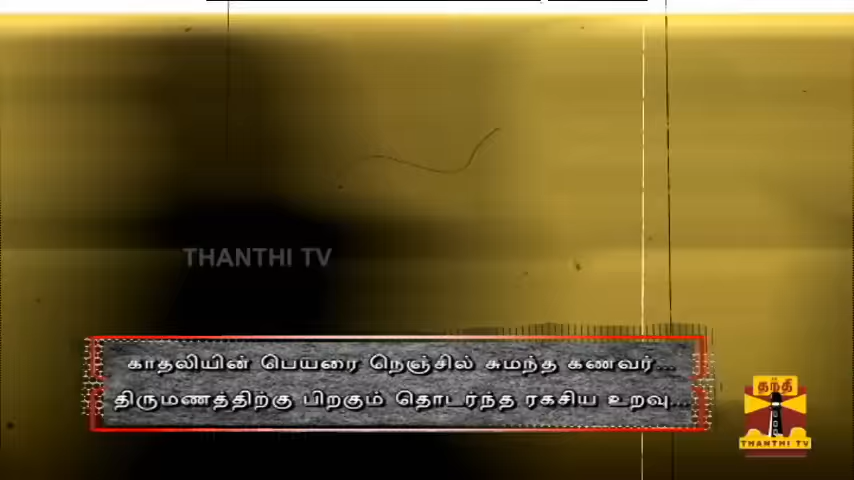 THANTHI TV
காதலியின் பெயரை நெஞ்சில் சுமந்த கணவர்...
திருமணத்திற்கு பிறகும் தொடர்ந்த ரகசிய உறவு...
தந்தி
THANTHI TV